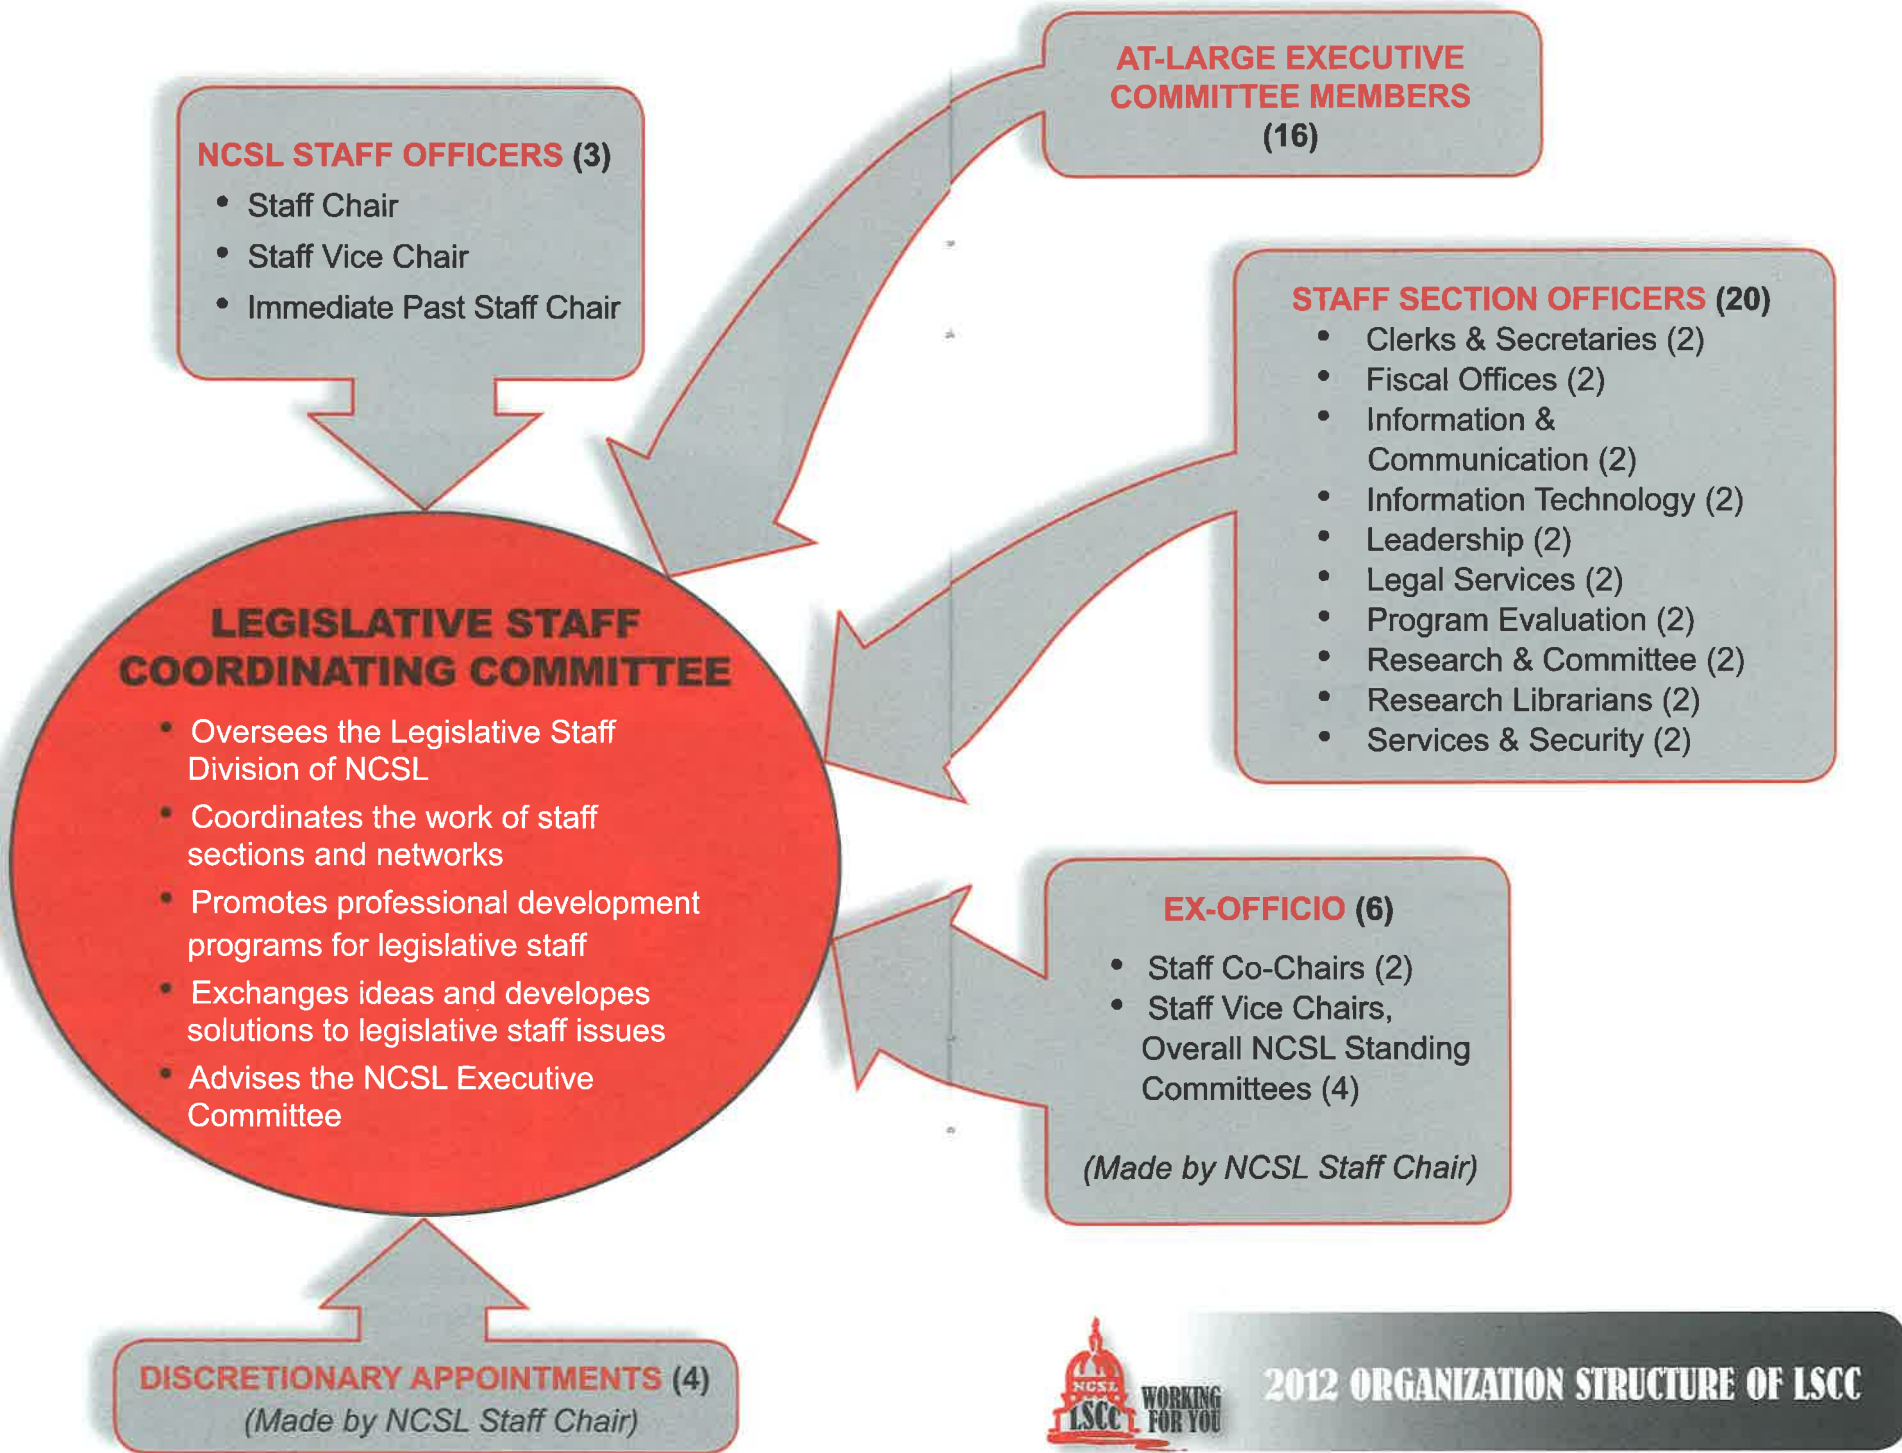 AT-LARGE EXECUTIVE
COMMITTEE MEMBERS
(16)
NCSL STAFF OFFICERS (3)
• Staff Chair
• Staff Vice Chair
• Immediate Past Staff Chair
STAFF SECTION OFFICERS (20)
• Clerks & Secretaries (2)
• Fiscal Offices (2)
• Information &
Communication (2)
• Information Technology (2)
• Leadership (2)
• Legal Services (2)
• Program Evaluation (2)
• Research & Committee (2)
• Research Librarians (2)
• Services & Security (2)
LEGISLATIVE STAFF
COORDINATING COMMITTEE
• Oversees the Legislative Staff
Division of NCSL
• Coordinates the work of staff
sections and networks
• Promotes professional development
programs for legislative staff
• Exchanges ideas and developes
solutions to legislative staff issues
• Advises the NCSL Executive
Committee
EX-OFFICIO (6)
• Staff Co-Chairs (2)
• Staff Vice Chairs,
Overall NCSL Standing
Committees (4)
(Made by NCSL Staff Chair)
DISCRETIONARY APPOINTMENTS (4)
(Made by NCSL Staff Chair)
NCSL
LSCC
WORKING
FOR YOU
2012 ORGANIZATION STRUCTURE OF LSCC